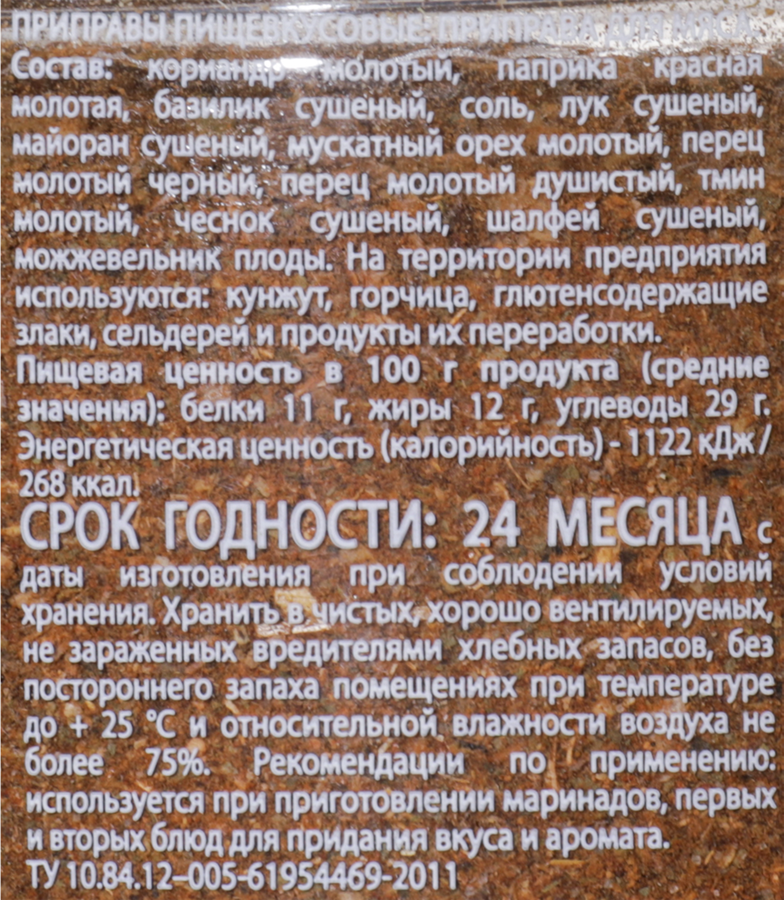 ПРИПРАВЫ ПИЩЕВКУСОВЫЕ: ПРИПРАВА ДЛЯ МЯСА
Состав: кориандр молотый, паприка красная
молотая, базилик сушеный, соль, лук сушеный,
майоран сушеный, мускатный орех молотый, перец
молотый черный, перец молотый душистый, тмин
молотый, чеснок сушеный, шалфей сушеный,
можжевельник плоды. На территории предприятия
используются: кунжут, горчица, глютенсодержащие
злаки, сельдерей и продукты их переработки.
Пищевая ценность в 100 г продукта (средние
значения): белки 11 г, жиры 12 г, углеводы 29 г.
Энергетическая ценность (калорийность) - 1122 кДж/
268 ккал.
СРОК ГОДНОСТИ: 24 МЕСЯЦА с
даты изготовления при соблюдении условий
хранения. Хранить в чистых, хорошо вентилируемых,
не зараженных вредителями хлебных запасов, без
постороннего запаха помещениях при температуре
до + 25 °С и относительной влажности воздуха не
более 75%. Рекомендации по применению:
используется при приготовлении маринадов, первых
и вторых блюд для придания вкуса и аромата.
ТУ 10.84.12–005-61954469-2011